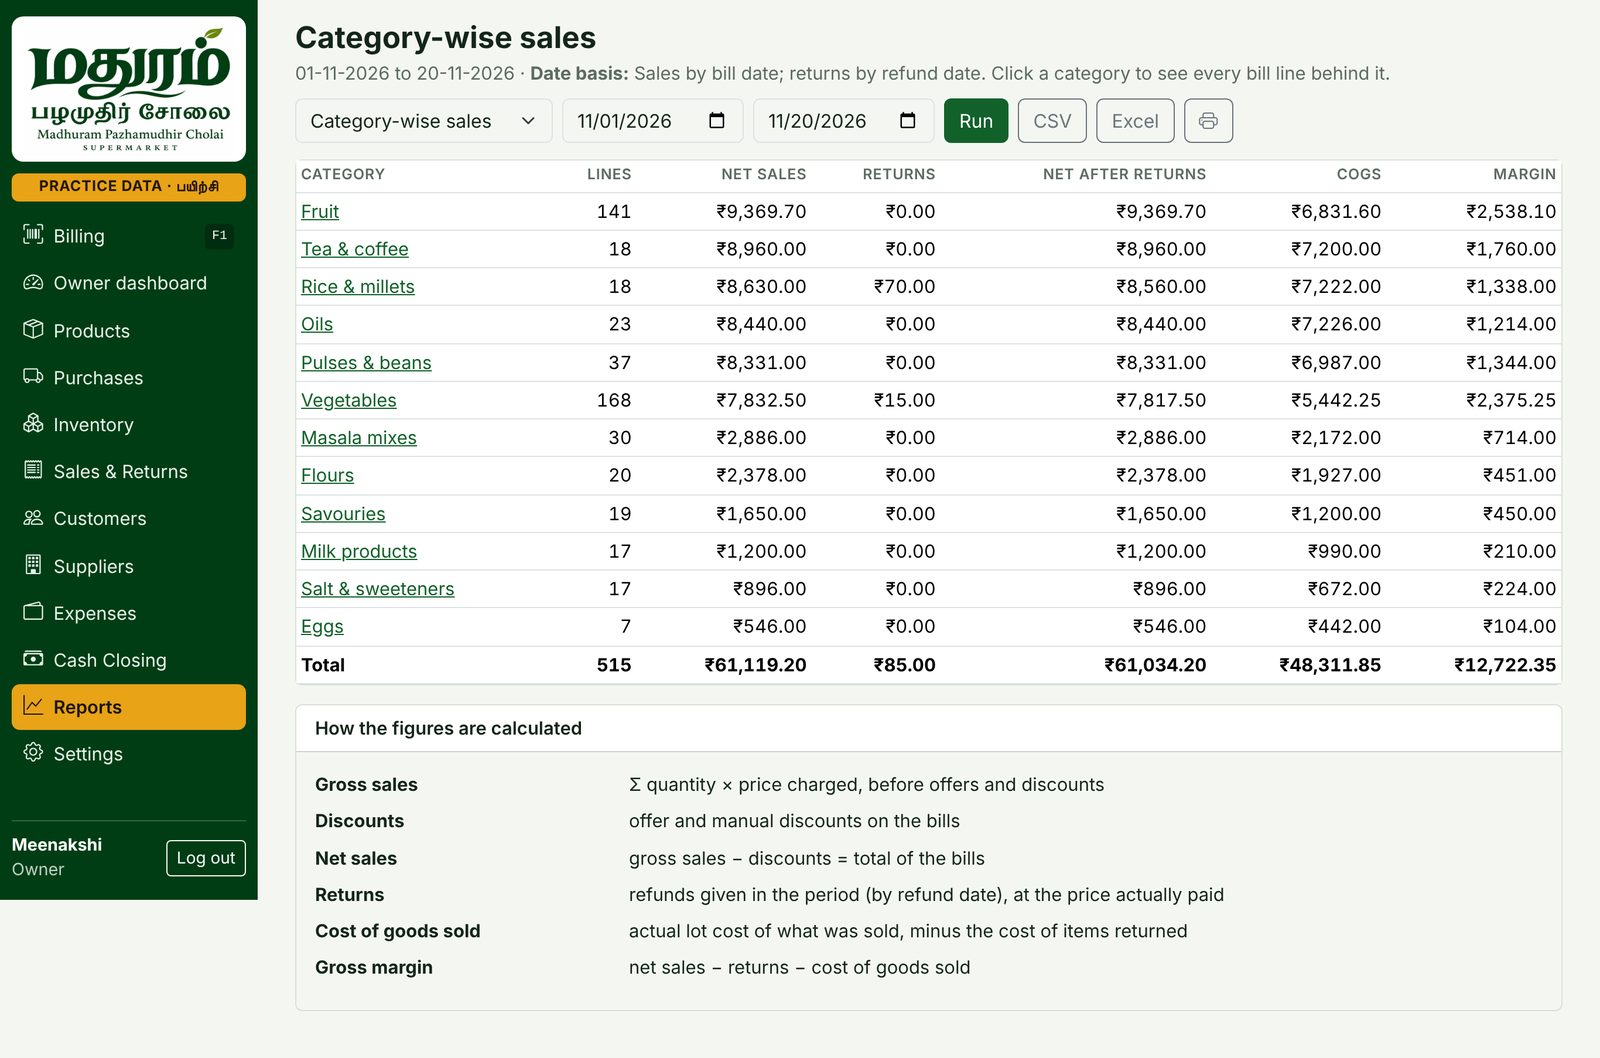 மதுரம்
பழமுதிர் சோலை
Madhuram Pazhamudhir Cholai
SUPERMARKET
PRACTICE DATA · பயிற்சி
Billing F1
Owner dashboard
Products
Purchases
Inventory
Sales & Returns
Customers
Suppliers
Expenses
Cash Closing
Reports
Settings
Meenakshi
Owner
Log out
Category-wise sales
01-11-2026 to 20-11-2026 · Date basis: Sales by bill date; returns by refund date. Click a category to see every bill line behind it.
Category-wise sales 11/01/2026 11/20/2026 Run CSV Excel
CATEGORY LINES NET SALES RETURNS NET AFTER RETURNS COGS MARGIN
Fruit 141 ₹9,369.70 ₹0.00 ₹9,369.70 ₹6,831.60 ₹2,538.10
Tea & coffee 18 ₹8,960.00 ₹0.00 ₹8,960.00 ₹7,200.00 ₹1,760.00
Rice & millets 18 ₹8,630.00 ₹70.00 ₹8,560.00 ₹7,222.00 ₹1,338.00
Oils 23 ₹8,440.00 ₹0.00 ₹8,440.00 ₹7,226.00 ₹1,214.00
Pulses & beans 37 ₹8,331.00 ₹0.00 ₹8,331.00 ₹6,987.00 ₹1,344.00
Vegetables 168 ₹7,832.50 ₹15.00 ₹7,817.50 ₹5,442.25 ₹2,375.25
Masala mixes 30 ₹2,886.00 ₹0.00 ₹2,886.00 ₹2,172.00 ₹714.00
Flours 20 ₹2,378.00 ₹0.00 ₹2,378.00 ₹1,927.00 ₹451.00
Savouries 19 ₹1,650.00 ₹0.00 ₹1,650.00 ₹1,200.00 ₹450.00
Milk products 17 ₹1,200.00 ₹0.00 ₹1,200.00 ₹990.00 ₹210.00
Salt & sweeteners 17 ₹896.00 ₹0.00 ₹896.00 ₹672.00 ₹224.00
Eggs 7 ₹546.00 ₹0.00 ₹546.00 ₹442.00 ₹104.00
Total 515 ₹61,119.20 ₹85.00 ₹61,034.20 ₹48,311.85 ₹12,722.35
How the figures are calculated
Gross sales Σ quantity × price charged, before offers and discounts
Discounts offer and manual discounts on the bills
Net sales gross sales − discounts = total of the bills
Returns refunds given in the period (by refund date), at the price actually paid
Cost of goods sold actual lot cost of what was sold, minus the cost of items returned
Gross margin net sales − returns − cost of goods sold